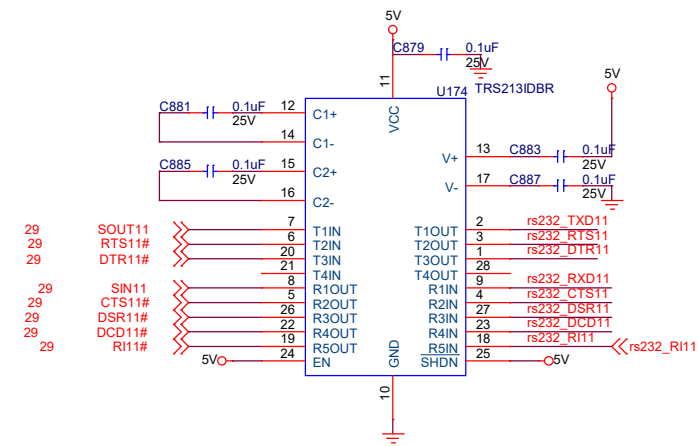 5V
C879 0.1uF
25V
5V
11
U174 TRS213IDBR
VCC
C881 0.1uF 12 C1+
25V
14 C1-
C885 0.1uF 15 C2+
25V
16 C2-
V+ 13 C883 0.1uF
25V
V- 17 C887 0.1uF
25V
29 SOUT11 7 T1IN T1OUT 2 rs232_TXD11
29 RTS11# 6 T2IN T2OUT 3 rs232_RTS11
29 DTR11# 20 T3IN T3OUT 1 rs232_DTR11
21 T4IN T4OUT 28
29 SIN11 8 R1OUT R1IN 9 rs232_RXD11
29 CTS11# 5 R2OUT R2IN 4 rs232_CTS11
29 DSR11# 26 R3OUT R3IN 27 rs232_DSR11
29 DCD11# 22 R4OUT R4IN 23 rs232_DCD11
29 RI11# 19 R5OUT R5IN 18 rs232_RI11 rs232_RI11
5V 24 EN SHDN 25 5V
GND
10